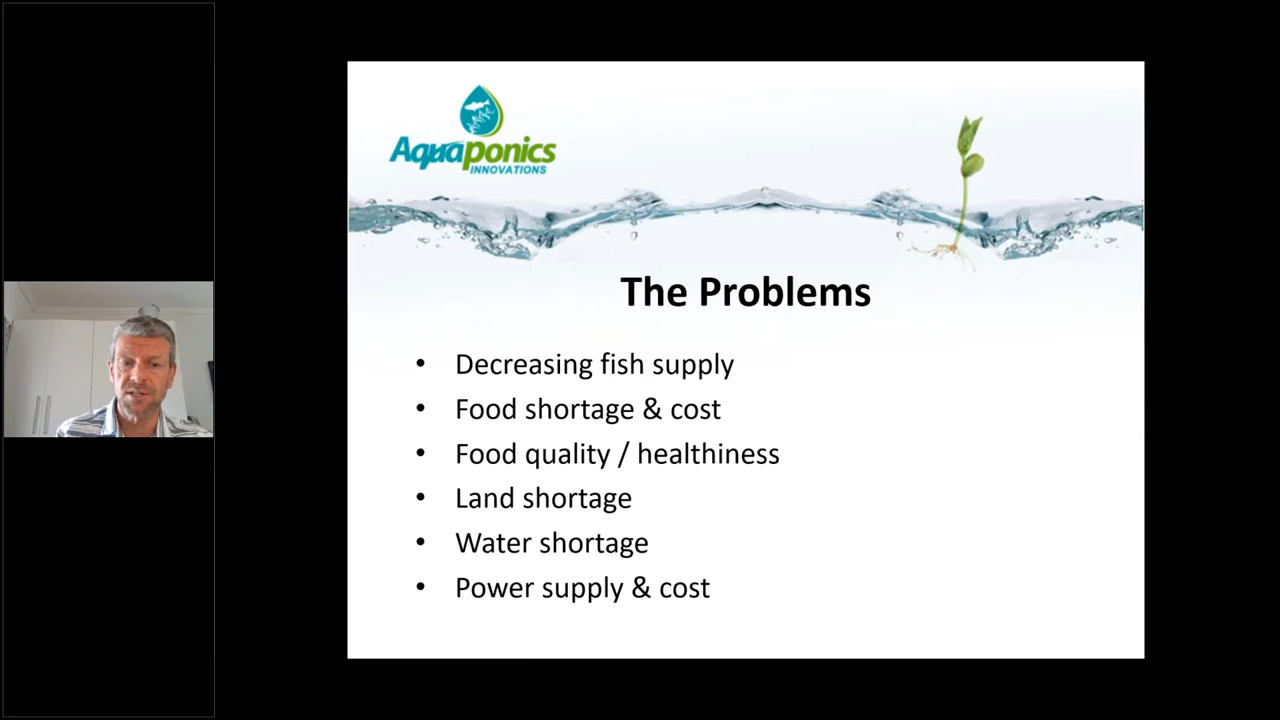 Aquaponics
INNOVATIONS
The Problems
• Decreasing fish supply
• Food shortage & cost
• Food quality / healthiness
• Land shortage
• Water shortage
• Power supply & cost